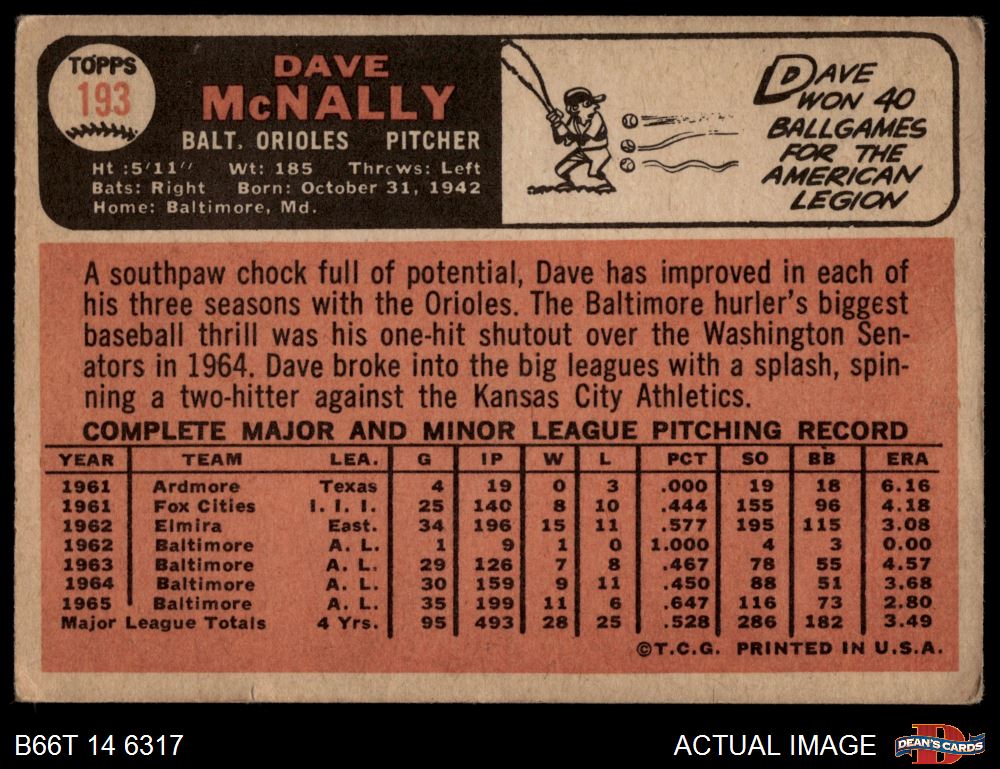 TOPPS
193
DAVE
McNALLY
BALT. ORIOLES PITCHER
Ht :5'11" Wt: 185 Throws: Left
Bats: Right Born: October 31, 1942
Home: Baltimore, Md.
DAVE
WON 40
BALLGAMES
FOR THE
AMERICAN
LEGION
A southpaw chock full of potential, Dave has improved in each of
his three seasons with the Orioles. The Baltimore hurler's biggest
baseball thrill was his one-hit shutout over the Washington Sen-
ators in 1964. Dave broke into the big leagues with a splash, spin-
ning a two-hitter against the Kansas City Athletics.
COMPLETE MAJOR AND MINOR LEAGUE PITCHING RECORD
YEAR TEAM LEA. G IP W L PCT SO BB ERA
1961 Ardmore Texas 4 19 0 3 .000 19 18 6.16
1961 Fox Cities I. I. I. 25 140 8 10 .444 155 96 4.18
1962 Elmira East. 34 196 15 11 .577 195 115 3.08
1962 Baltimore A. L. 1 9 1 0 1.000 4 3 0.00
1963 Baltimore A. L. 29 126 7 8 .467 78 55 4.57
1964 Baltimore A. L. 30 159 9 11 .450 88 51 3.68
1965 Baltimore A. L. 35 199 11 6 .647 116 73 2.80
Major League Totals 4 Yrs. 95 493 28 25 .528 286 182 3.49
©T.C.G. PRINTED IN U.S.A.
B66T 14 6317
ACTUAL IMAGE
D
DEAN'S CARDS